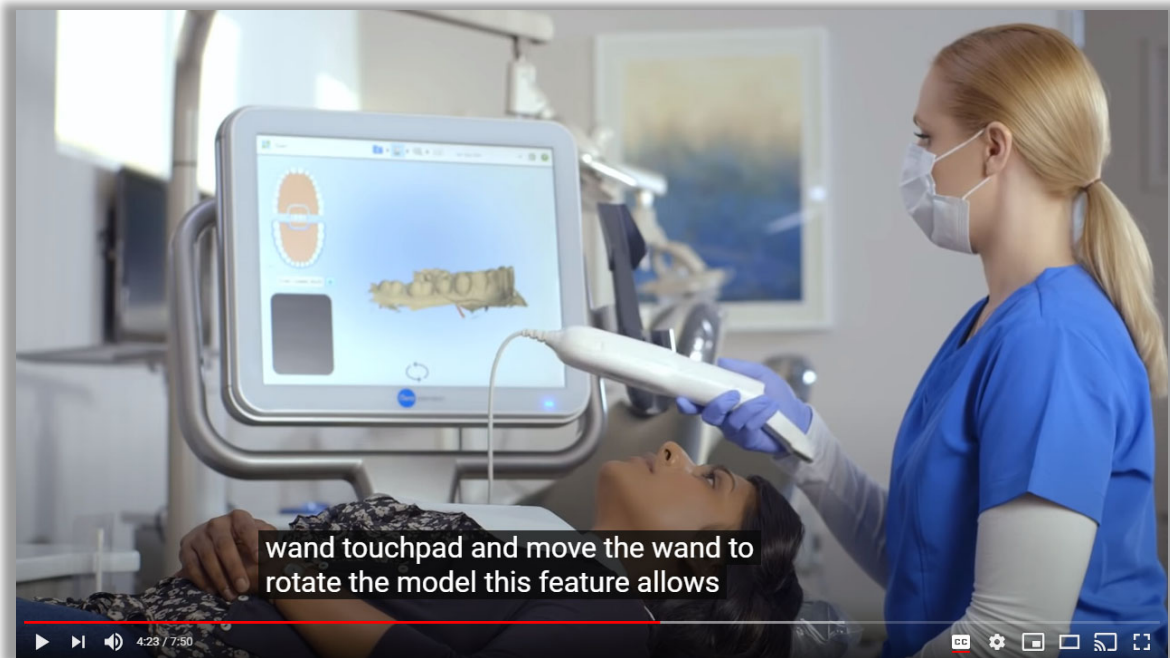 wand touchpad and move the wand to
rotate the model this feature allows
4:23 / 7:50
CC